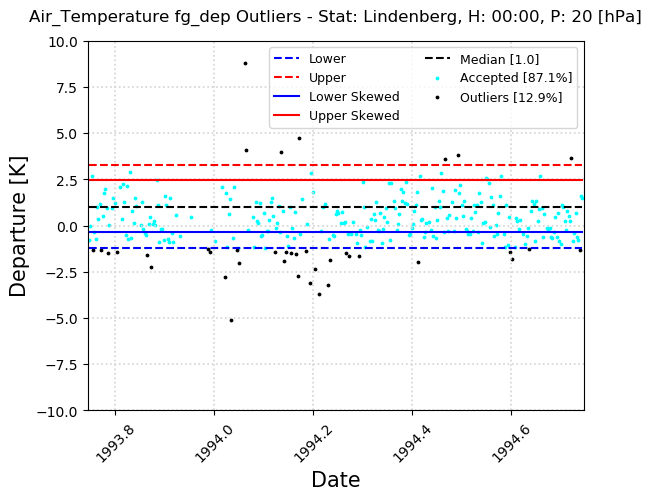 Air_Temperature fg_dep Outliers - Stat: Lindenberg, H: 00:00, P: 20 [hPa]
Lower
Upper
Lower Skewed
Upper Skewed
Median [1.0]
Accepted [87.1%]
Outliers [12.9%]
Departure [K]
10.0
7.5
5.0
2.5
0.0
−2.5
−5.0
−7.5
−10.0
1993.8
1994.0
1994.2
1994.4
1994.6
Date